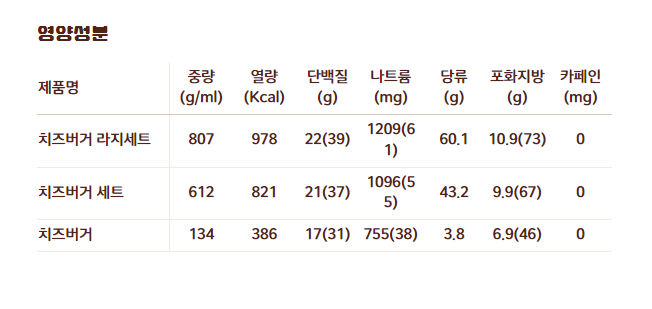 영양성분
제품명 중량 (g/ml) 열량 (Kcal) 단백질 (g) 나트륨 (mg) 당류 (g) 포화지방 (g) 카페인 (mg)
치즈버거 라지세트 807 978 22(39) 1209(61) 60.1 10.9(73) 0
치즈버거 세트 612 821 21(37) 1096(55) 43.2 9.9(67) 0
치즈버거 134 386 17(31) 755(38) 3.8 6.9(46) 0